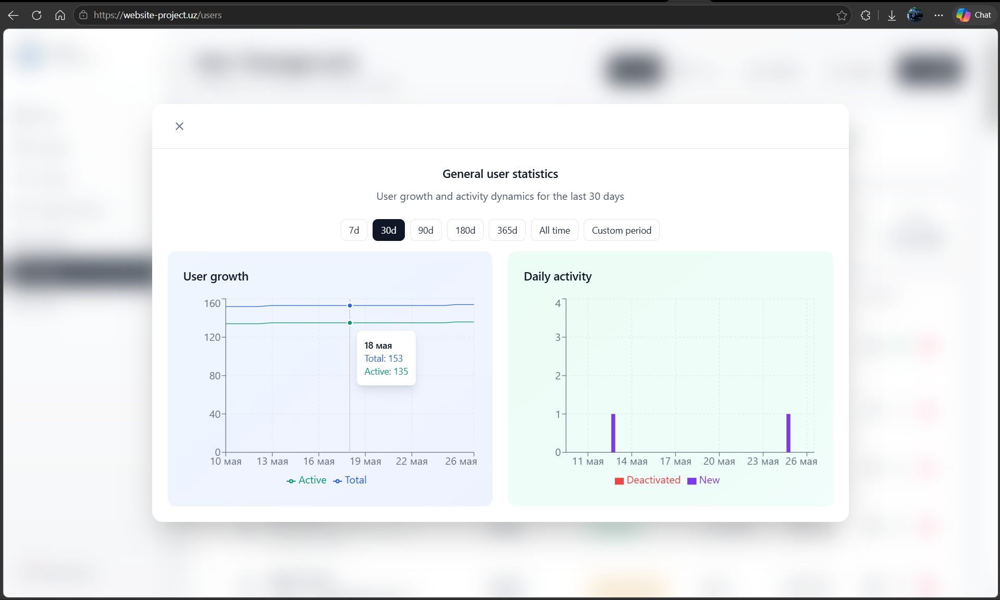 https://website-project.uz/users
Chat
General user statistics
User growth and activity dynamics for the last 30 days
7d 30d 90d 180d 365d All time Custom period
User growth
160
120
80
40
0
10 мая 13 мая 16 мая 19 мая 22 мая 26 мая
18 мая
Total: 153
Active: 135
Active Total
Daily activity
4
3
2
1
0
11 мая 14 мая 17 мая 20 мая 23 мая 26 мая
Deactivated New